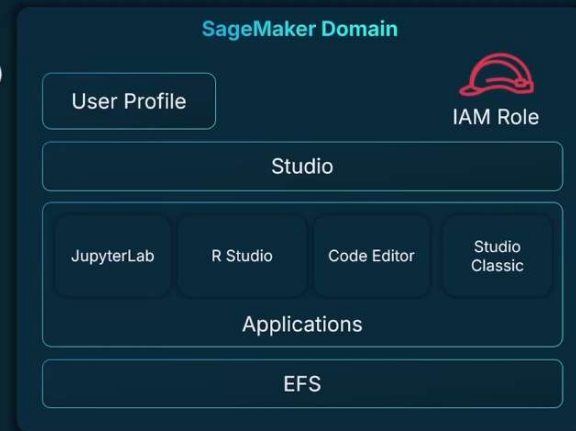 SageMaker Domain
User Profile
IAM Role
Studio
JupyterLab
R Studio
Code Editor
Studio
Classic
Applications
EFS